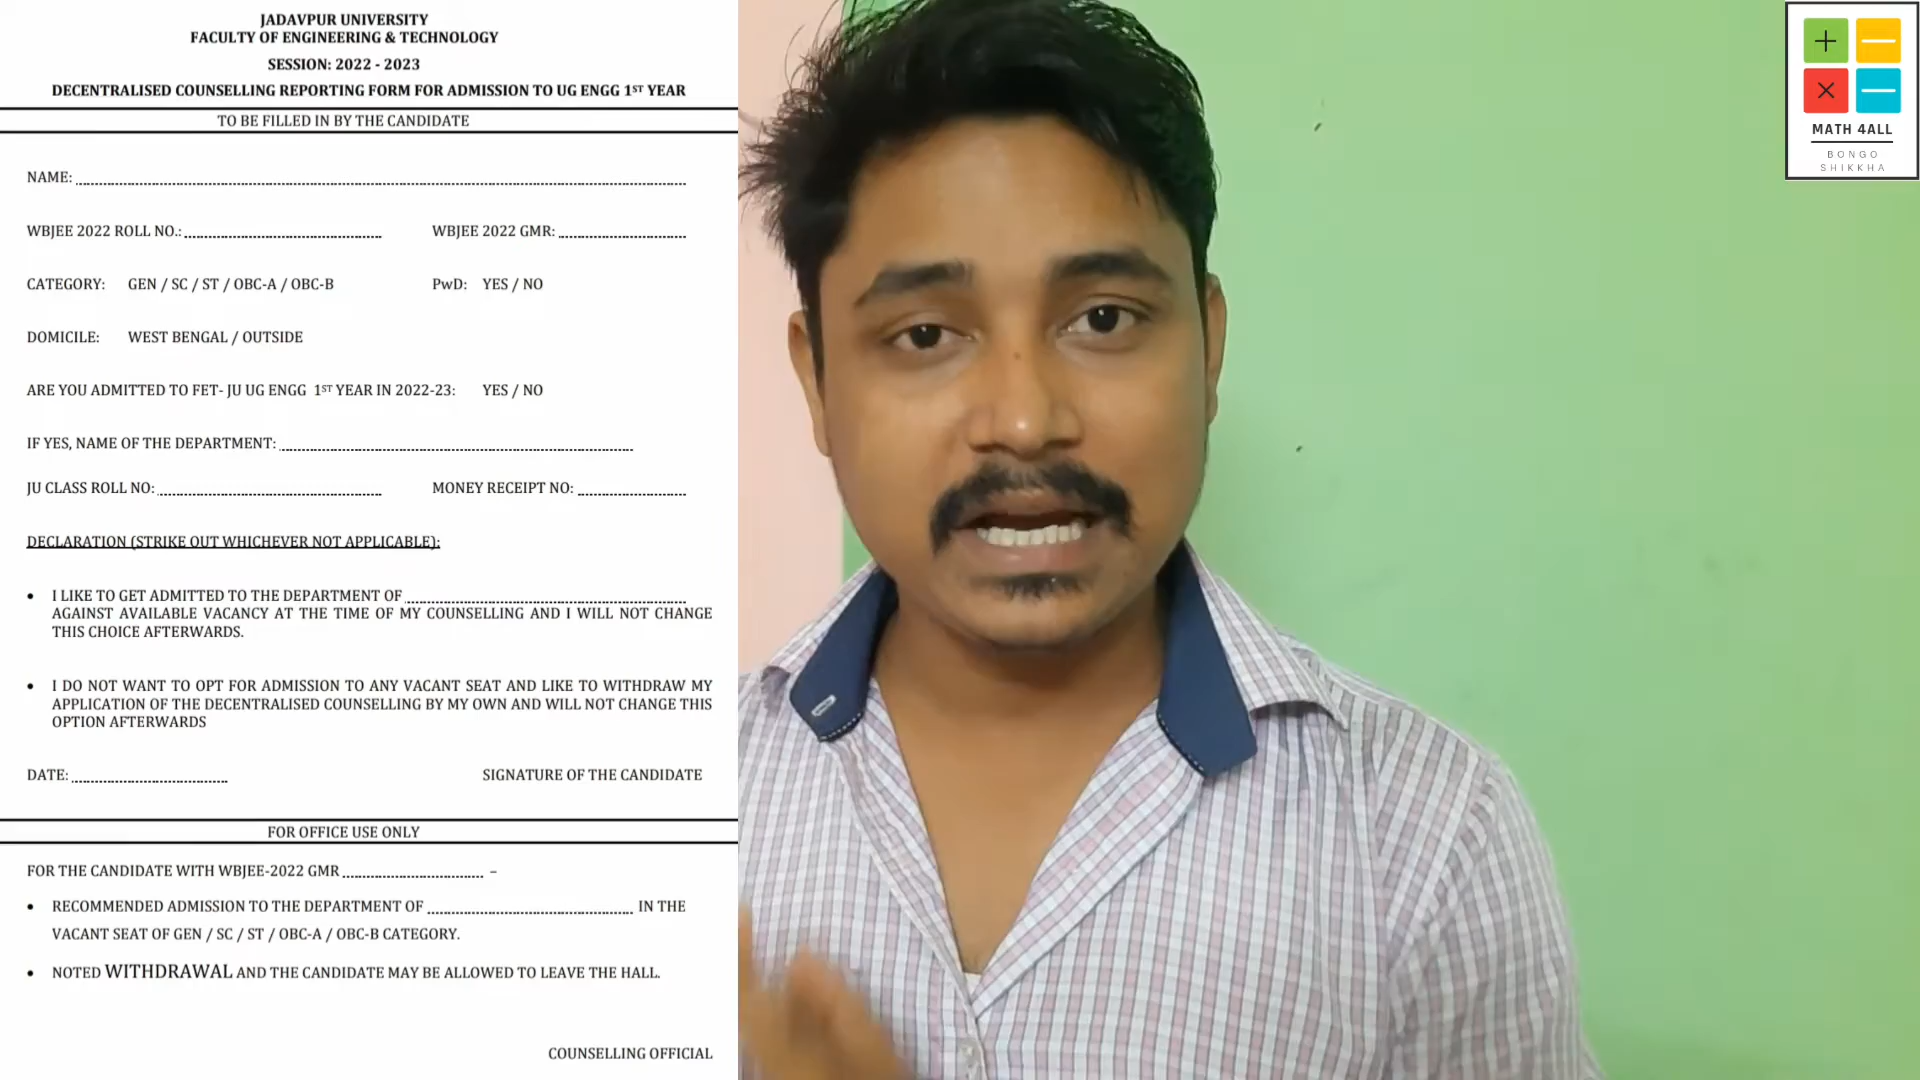 JADAVPUR UNIVERSITY
FACULTY OF ENGINEERING & TECHNOLOGY
SESSION: 2022 - 2023
DECENTRALISED COUNSELLING REPORTING FORM FOR ADMISSION TO UG ENGG 1ST YEAR
TO BE FILLED IN BY THE CANDIDATE
NAME:
WBJEE 2022 ROLL NO.: WBJEE 2022 GMR:
CATEGORY: GEN / SC / ST / OBC-A / OBC-B PwD: YES / NO
DOMICILE: WEST BENGAL / OUTSIDE
ARE YOU ADMITTED TO FET- JU UG ENGG 1ST YEAR IN 2022-23: YES / NO
IF YES, NAME OF THE DEPARTMENT:
JU CLASS ROLL NO: MONEY RECEIPT NO:
DECLARATION (STRIKE OUT WHICHEVER NOT APPLICABLE):
• I LIKE TO GET ADMITTED TO THE DEPARTMENT OF
AGAINST AVAILABLE VACANCY AT THE TIME OF MY COUNSELLING AND I WILL NOT CHANGE
THIS CHOICE AFTERWARDS.
• I DO NOT WANT TO OPT FOR ADMISSION TO ANY VACANT SEAT AND LIKE TO WITHDRAW MY
APPLICATION OF THE DECENTRALISED COUNSELLING BY MY OWN AND WILL NOT CHANGE THIS
OPTION AFTERWARDS
DATE: SIGNATURE OF THE CANDIDATE
FOR OFFICE USE ONLY
FOR THE CANDIDATE WITH WBJEE-2022 GMR –
• RECOMMENDED ADMISSION TO THE DEPARTMENT OF IN THE
VACANT SEAT OF GEN / SC / ST / OBC-A / OBC-B CATEGORY.
• NOTED WITHDRAWAL AND THE CANDIDATE MAY BE ALLOWED TO LEAVE THE HALL.
COUNSELLING OFFICIAL
MATH 4ALL
BONGO
SHIKKHA